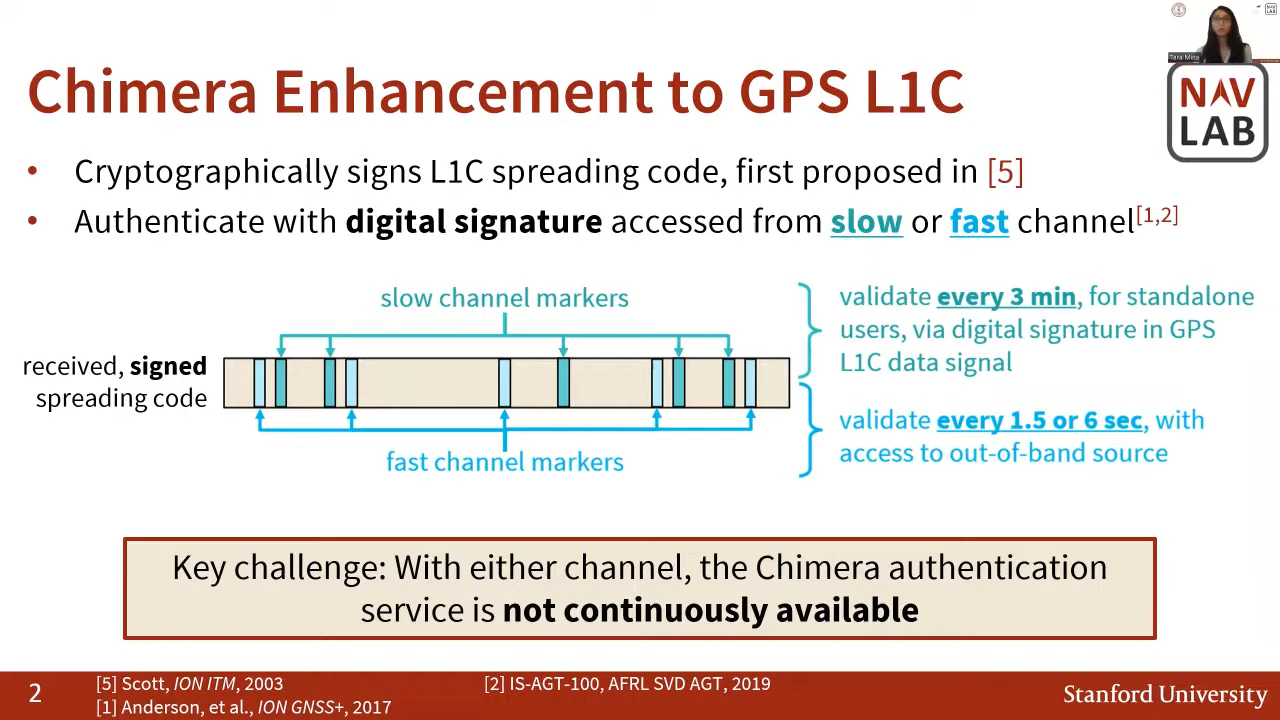 Tara Mina
NAV
LAB
Chimera Enhancement to GPS L1C
• Cryptographically signs L1C spreading code, first proposed in [5]
• Authenticate with digital signature accessed from slow or fast channel[1,2]
slow channel markers
received, signed
spreading code
fast channel markers
validate every 3 min, for standalone
users, via digital signature in GPS
L1C data signal
validate every 1.5 or 6 sec, with
access to out-of-band source
Key challenge: With either channel, the Chimera authentication
service is not continuously available
2
[5] Scott, ION ITM, 2003
[1] Anderson, et al., ION GNSS+, 2017
[2] IS-AGT-100, AFRL SVD AGT, 2019
Stanford University